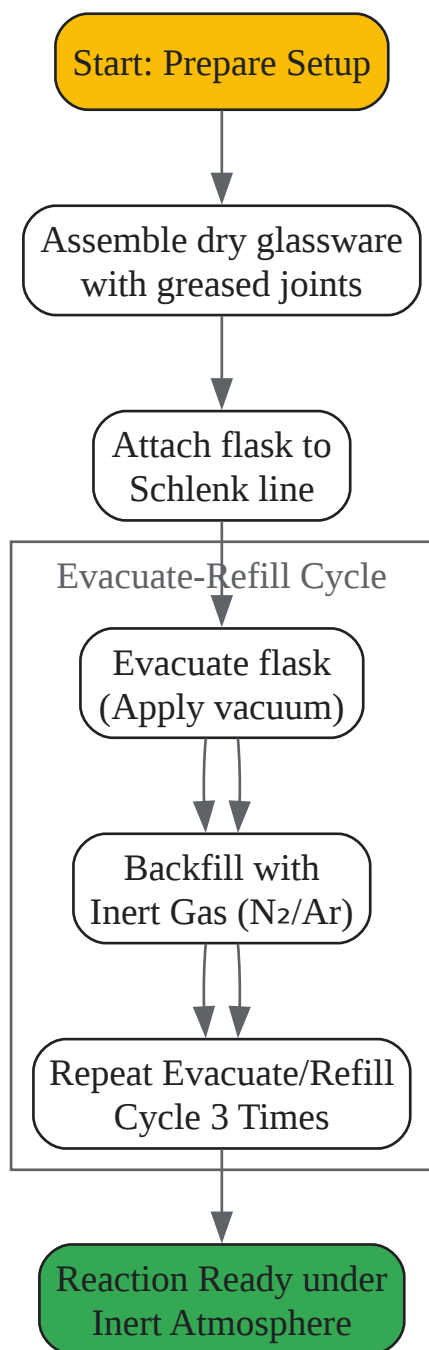 Start: Prepare Setup
Assemble dry glassware
with greased joints
Attach flask to
Schlenk line
Evacuate-Refill Cycle
Evacuate flask
(Apply vacuum)
Backfill with
Inert Gas (N₂/Ar)
Repeat Evacuate/Refill
Cycle 3 Times
Reaction Ready under
Inert Atmosphere